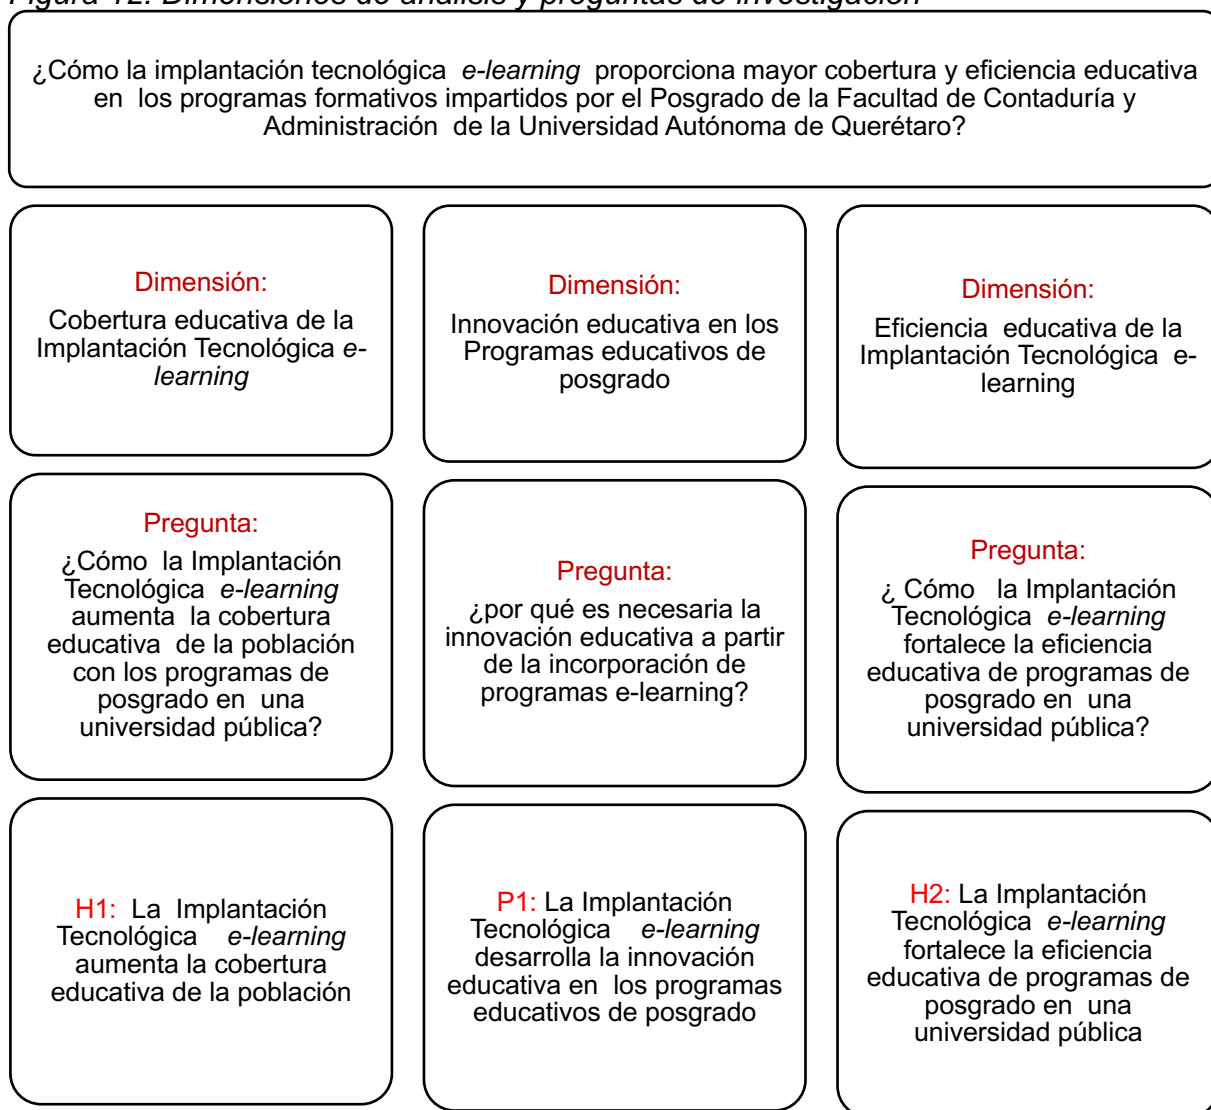 Figura 12. Dimensiones de análisis y preguntas de investigación
¿Cómo la implantación tecnológica e-learning proporciona mayor cobertura y eficiencia educativa
en los programas formativos impartidos por el Posgrado de la Facultad de Contaduría y
Administración de la Universidad Autónoma de Querétaro?
Dimensión:
Cobertura educativa de la
Implantación Tecnológica e-
learning
Dimensión:
Innovación educativa en los
Programas educativos de
posgrado
Dimensión:
Eficiencia educativa de la
Implantación Tecnológica e-
learning
Pregunta:
¿Cómo la Implantación
Tecnológica e-learning
aumenta la cobertura
educativa de la población
con los programas de
posgrado en una
universidad pública?
Pregunta:
¿por qué es necesaria la
innovación educativa a partir
de la incorporación de
programas e-learning?
Pregunta:
¿ Cómo la Implantación
Tecnológica e-learning
fortalece la eficiencia
educativa de programas de
posgrado en una
universidad pública?
H1: La Implantación
Tecnológica e-learning
aumenta la cobertura
educativa de la población
P1: La Implantación
Tecnológica e-learning
desarrolla la innovación
educativa en los programas
educativos de posgrado
H2: La Implantación
Tecnológica e-learning
fortalece la eficiencia
educativa de programas de
posgrado en una
universidad pública